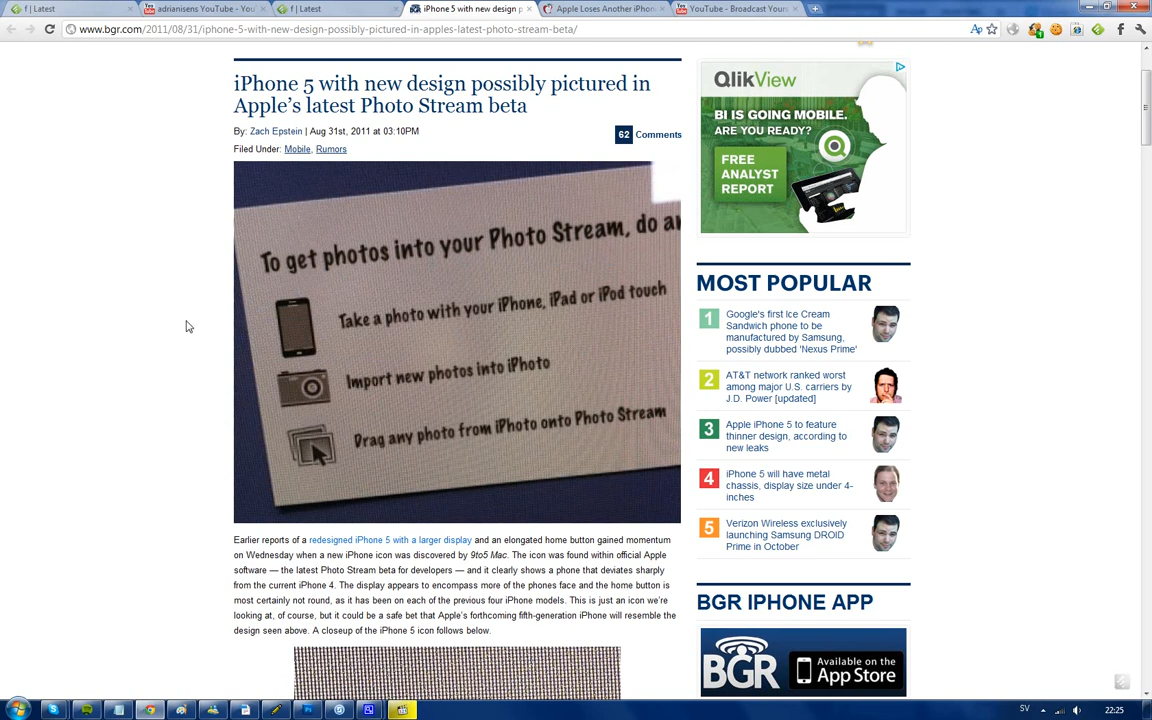 f | Latest
adrianisens YouTube - You
f | Latest
iPhone 5 with new design p
Apple Loses Another iPhon
YouTube - Broadcast Yours
www.bgr.com/2011/08/31/iphone-5-with-new-design-possibly-pictured-in-apples-latest-photo-stream-beta/
iPhone 5 with new design possibly pictured in
Apple's latest Photo Stream beta
By: Zach Epstein | Aug 31st, 2011 at 03:10PM
62 Comments
Filed Under: Mobile, Rumors
To get photos into your Photo Stream, do an
Take a photo with your iPhone, iPad or iPod touch
Import new photos into iPhoto
Drag any photo from iPhoto onto Photo Stream
Earlier reports of a redesigned iPhone 5 with a larger display and an elongated home button gained momentum
on Wednesday when a new iPhone icon was discovered by 9to5 Mac. The icon was found within official Apple
software — the latest Photo Stream beta for developers — and it clearly shows a phone that deviates sharply
from the current iPhone 4. The display appears to encompass more of the phones face and the home button is
most certainly not round, as it has been on each of the previous four iPhone models. This is just an icon we're
looking at, of course, but it could be a safe bet that Apple's forthcoming fifth-generation iPhone will resemble the
design seen above. A closeup of the iPhone 5 icon follows below.
QlikView
BI IS GOING MOBILE.
ARE YOU READY?
FREE
ANALYST
REPORT
MOST POPULAR
1
Google's first Ice Cream
Sandwich phone to be
manufactured by Samsung,
possibly dubbed 'Nexus Prime'
2
AT&T network ranked worst
among major U.S. carriers by
J.D. Power [updated]
3
Apple iPhone 5 to feature
thinner design, according to
new leaks
4
iPhone 5 will have metal
chassis, display size under 4-
inches
5
Verizon Wireless exclusively
launching Samsung DROID
Prime in October
BGR IPHONE APP
BGR
Available on the
App Store
SV
22:25